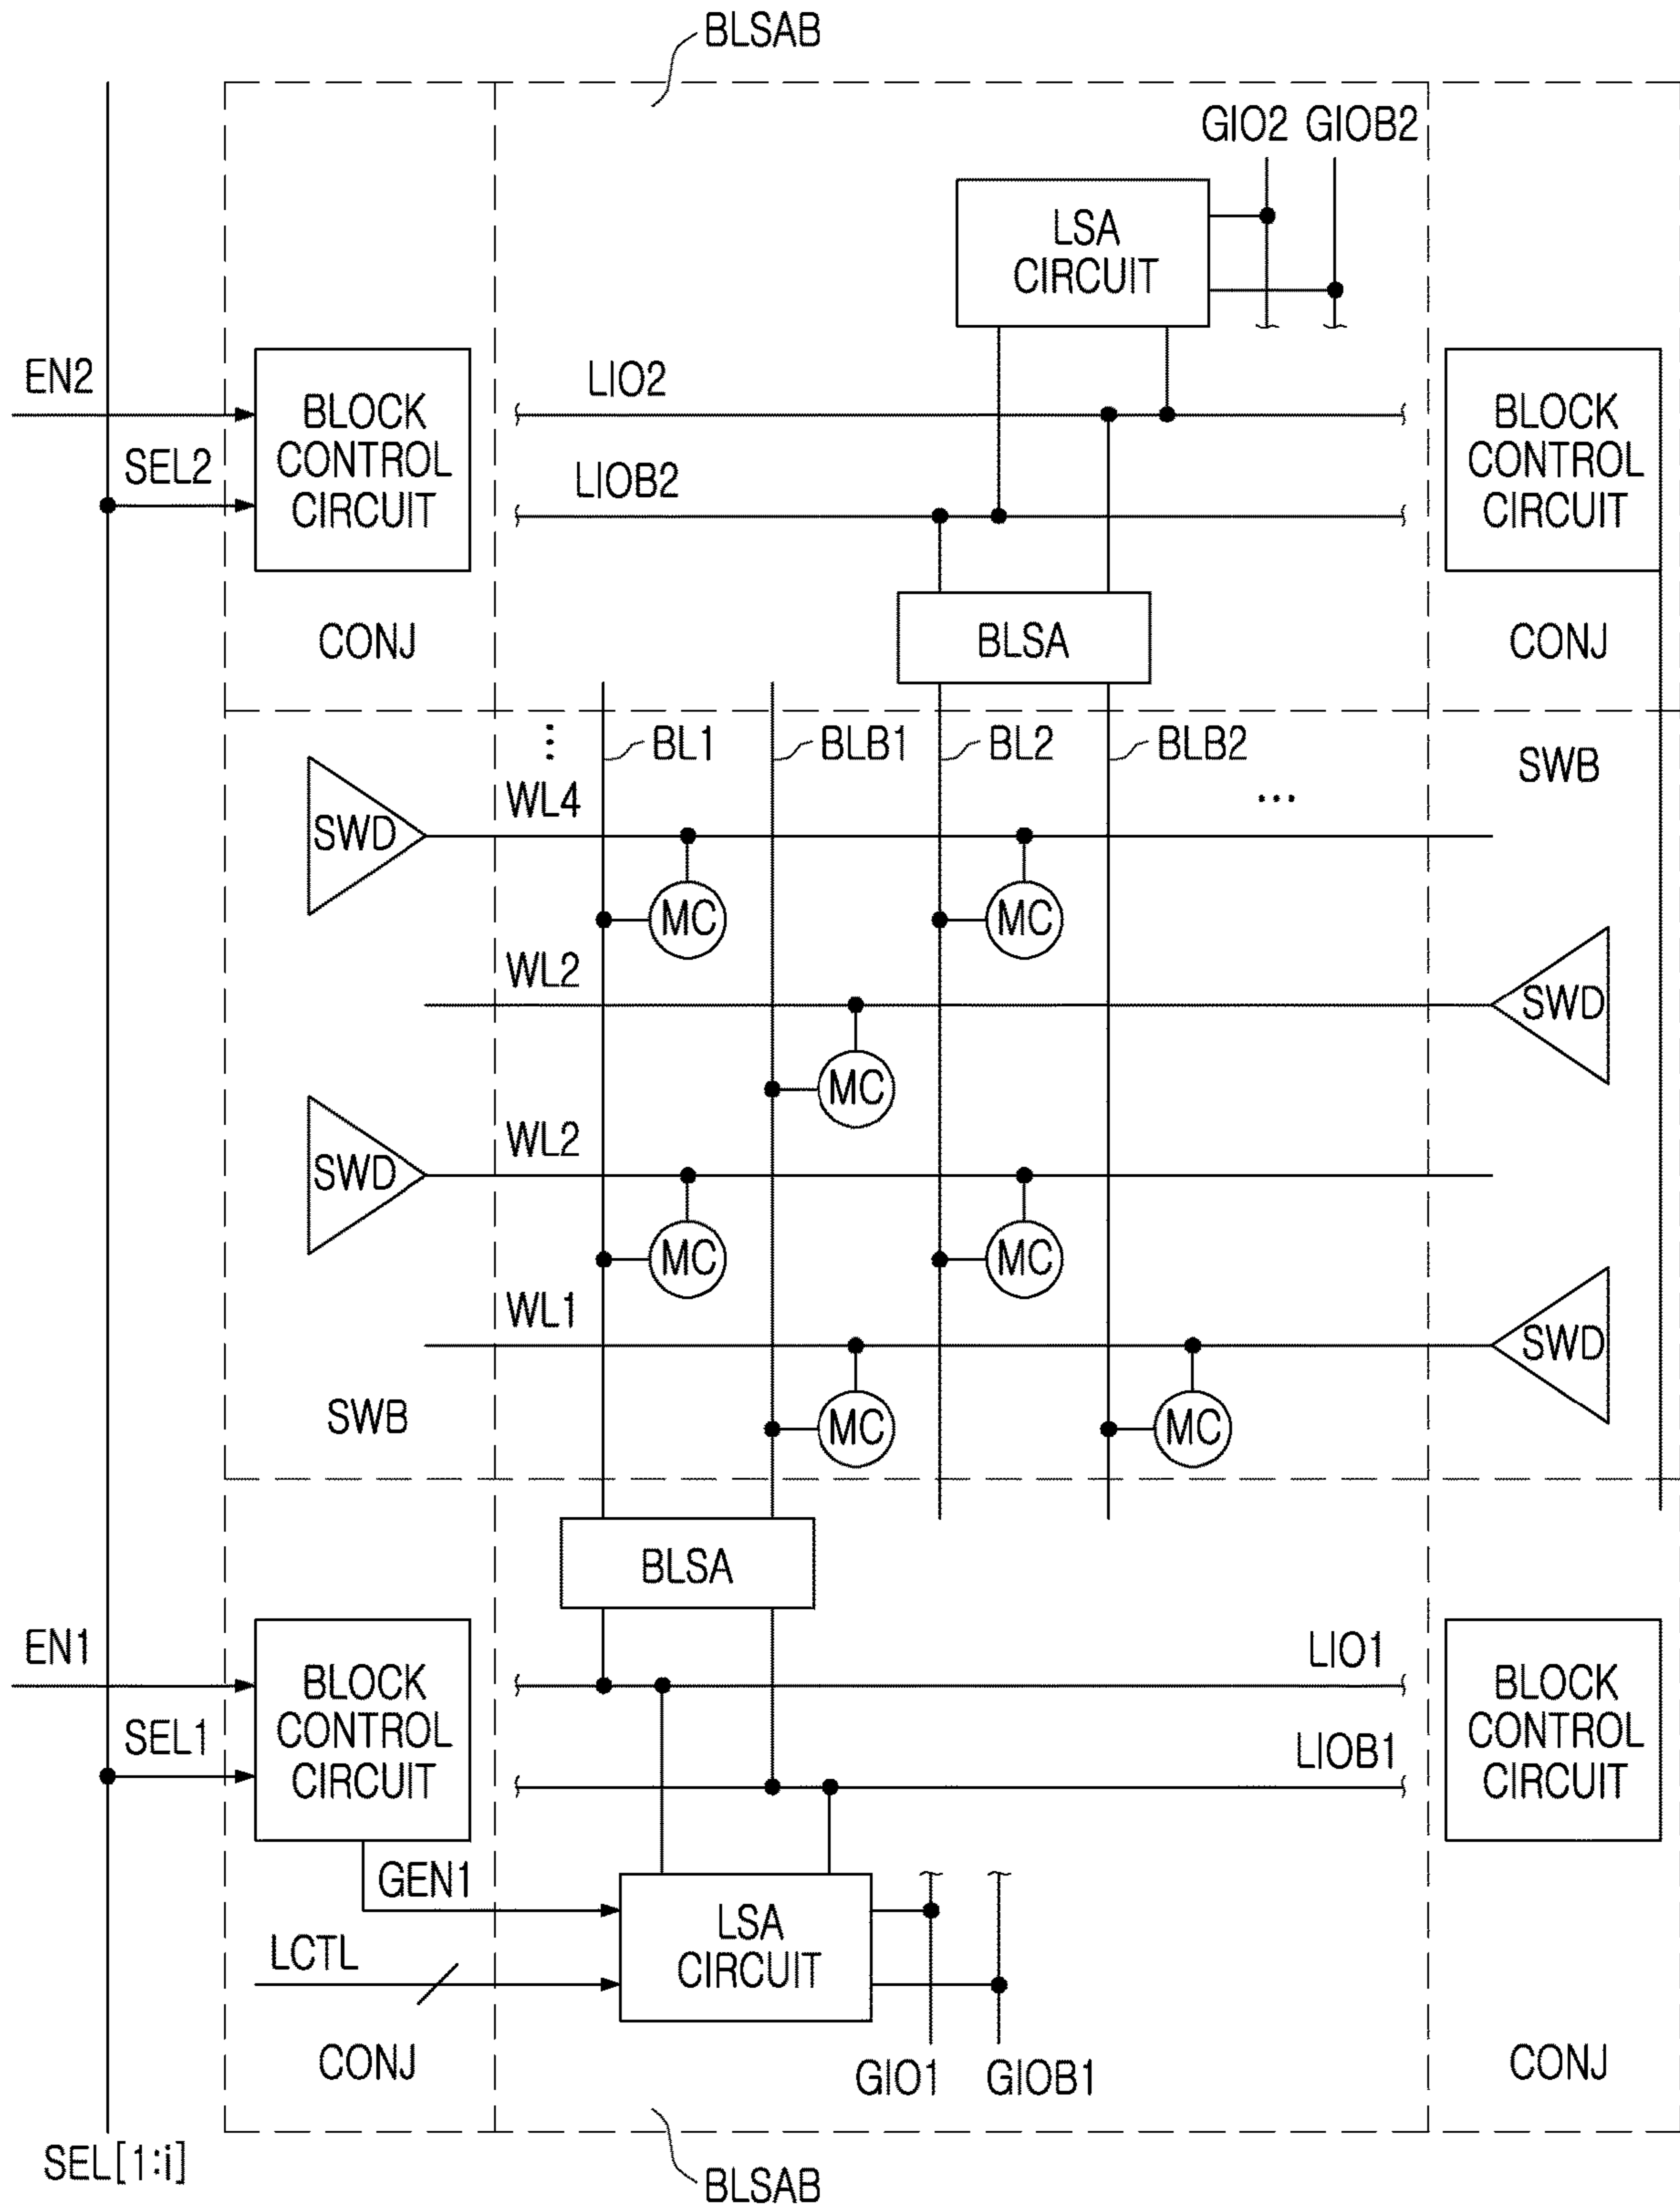 BLSAB
GIO2 GIOB2
LSA
CIRCUIT
EN2
SEL2
BLOCK
CONTROL
CIRCUIT
LIO2
LIOB2
BLOCK
CONTROL
CIRCUIT
CONJ
BLSA
CONJ
⋮
BL1
BLB1
BL2
BLB2
SWB
SWD
WL4
...
MC
MC
WL2
SWD
MC
SWD
WL2
MC
MC
WL1
SWD
SWB
MC
MC
BLSA
EN1
SEL1
BLOCK
CONTROL
CIRCUIT
LIO1
LIOB1
BLOCK
CONTROL
CIRCUIT
GEN1
LCTL
LSA
CIRCUIT
CONJ
GIO1 GIOB1
CONJ
SEL[1:i]
BLSAB